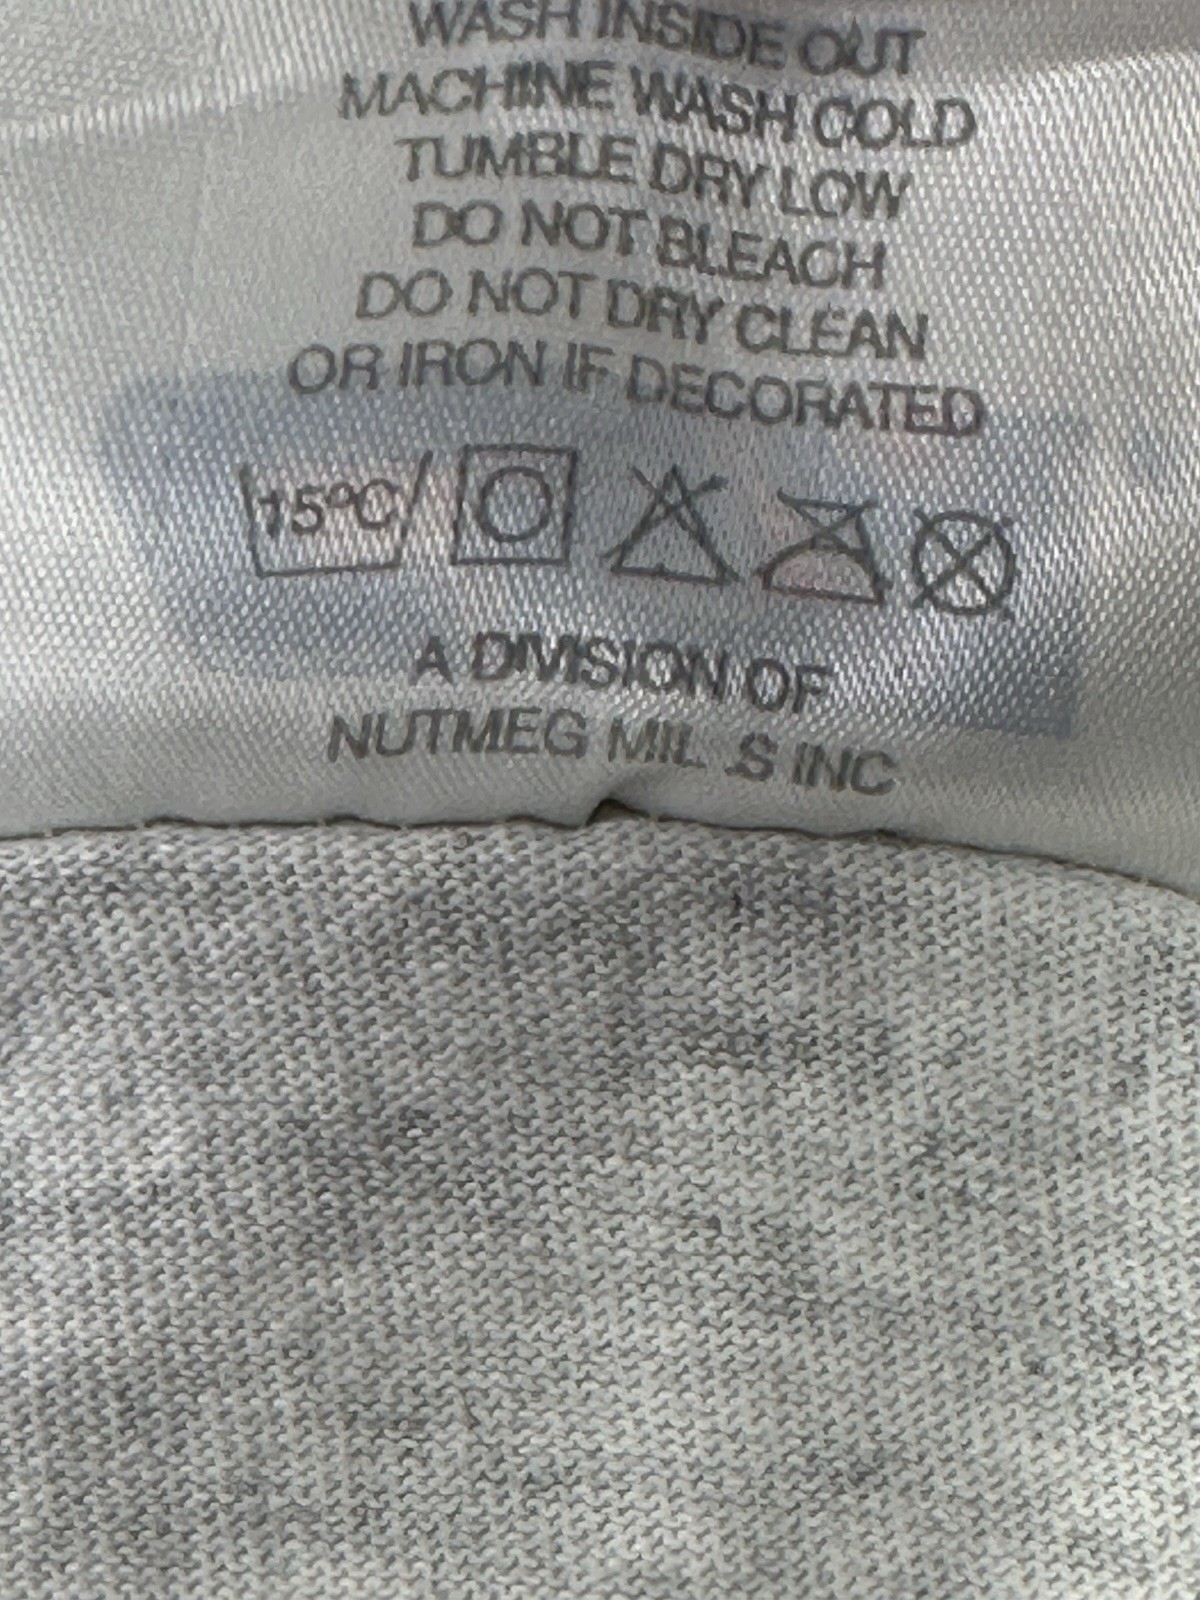 WASH INSIDE OUT
MACHINE WASH COLD
TUMBLE DRY LOW
DO NOT BLEACH
DO NOT DRY CLEAN
OR IRON IF DECORATED
15°C
A DIVISION OF
NUTMEG MIL S INC